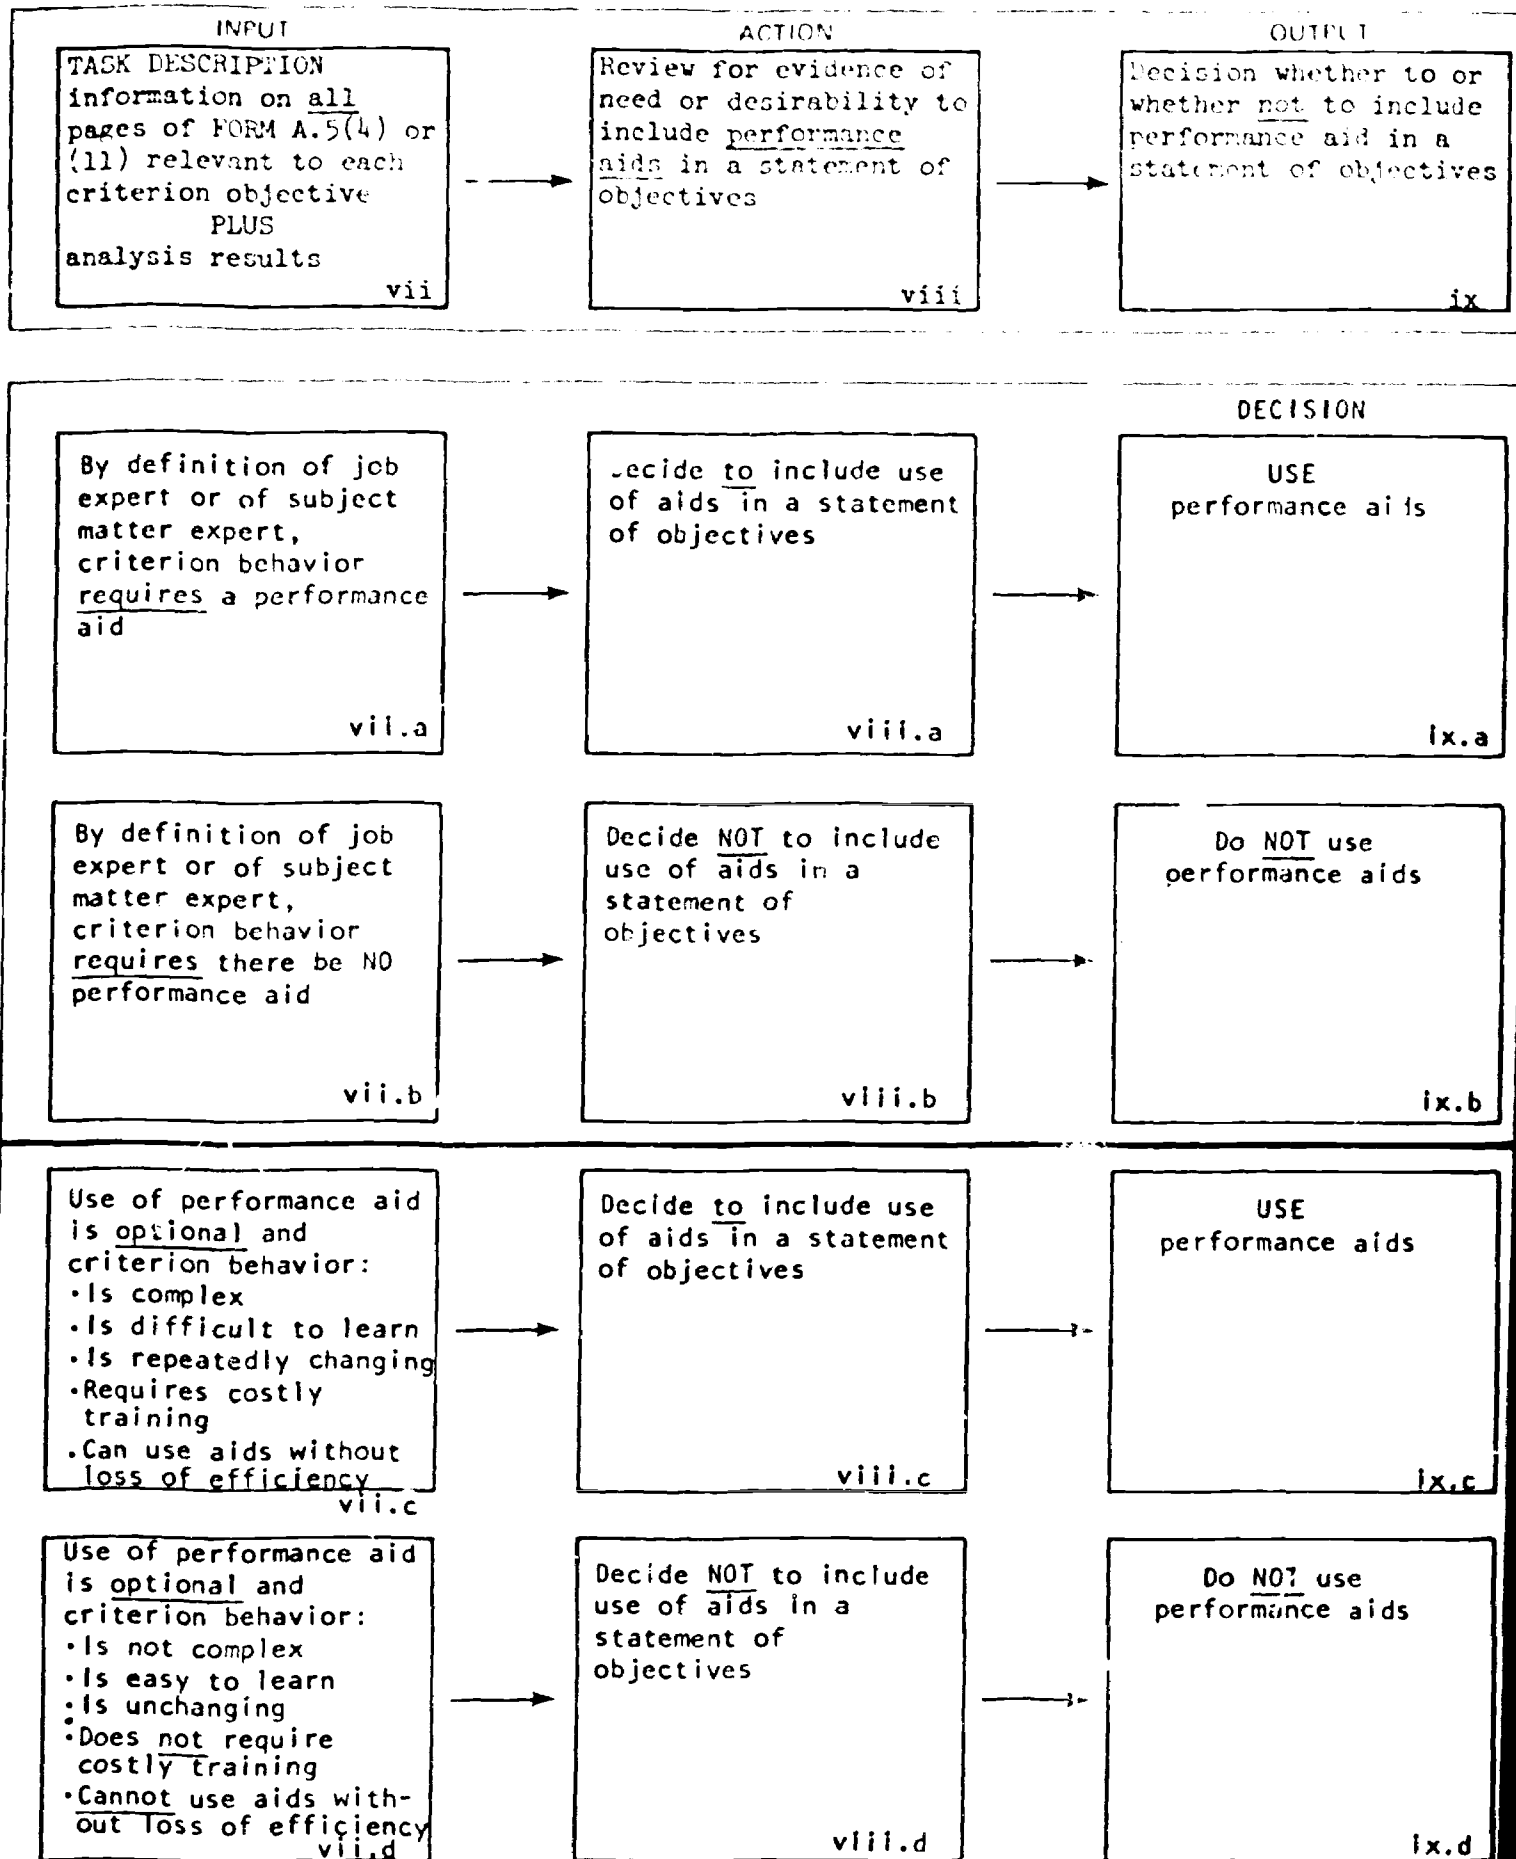 INPUT
TASK DESCRIPTION
information on all
pages of FORM A.5(4) or
(11) relevant to each
criterion objective
PLUS
analysis results
vii
ACTION
Review for evidence of
need or desirability to
include performance
aids in a statement of
objectives
viii
OUTPUT
Decision whether to or
whether not to include
performance aid in a
statement of objectives
ix
DECISION
By definition of job
expert or of subject
matter expert,
criterion behavior
requires a performance
aid
vii.a
Decide to include use
of aids in a statement
of objectives
viii.a
USE
performance aids
ix.a
By definition of job
expert or of subject
matter expert,
criterion behavior
requires there be NO
performance aid
vii.b
Decide NOT to include
use of aids in a
statement of
objectives
viii.b
Do NOT use
performance aids
ix.b
Use of performance aid
is optional and
criterion behavior:
·Is complex
·Is difficult to learn
·Is repeatedly changing
·Requires costly
training
.Can use aids without
loss of efficiency
vii.c
Decide to include use
of aids in a statement
of objectives
viii.c
USE
performance aids
ix.c
Use of performance aid
is optional and
criterion behavior:
·Is not complex
·Is easy to learn
·Is unchanging
·Does not require
costly training
·Cannot use aids with-
out loss of efficiency
vii.d
Decide NOT to include
use of aids in a
statement of
objectives
viii.d
Do NOT use
performance aids
ix.d